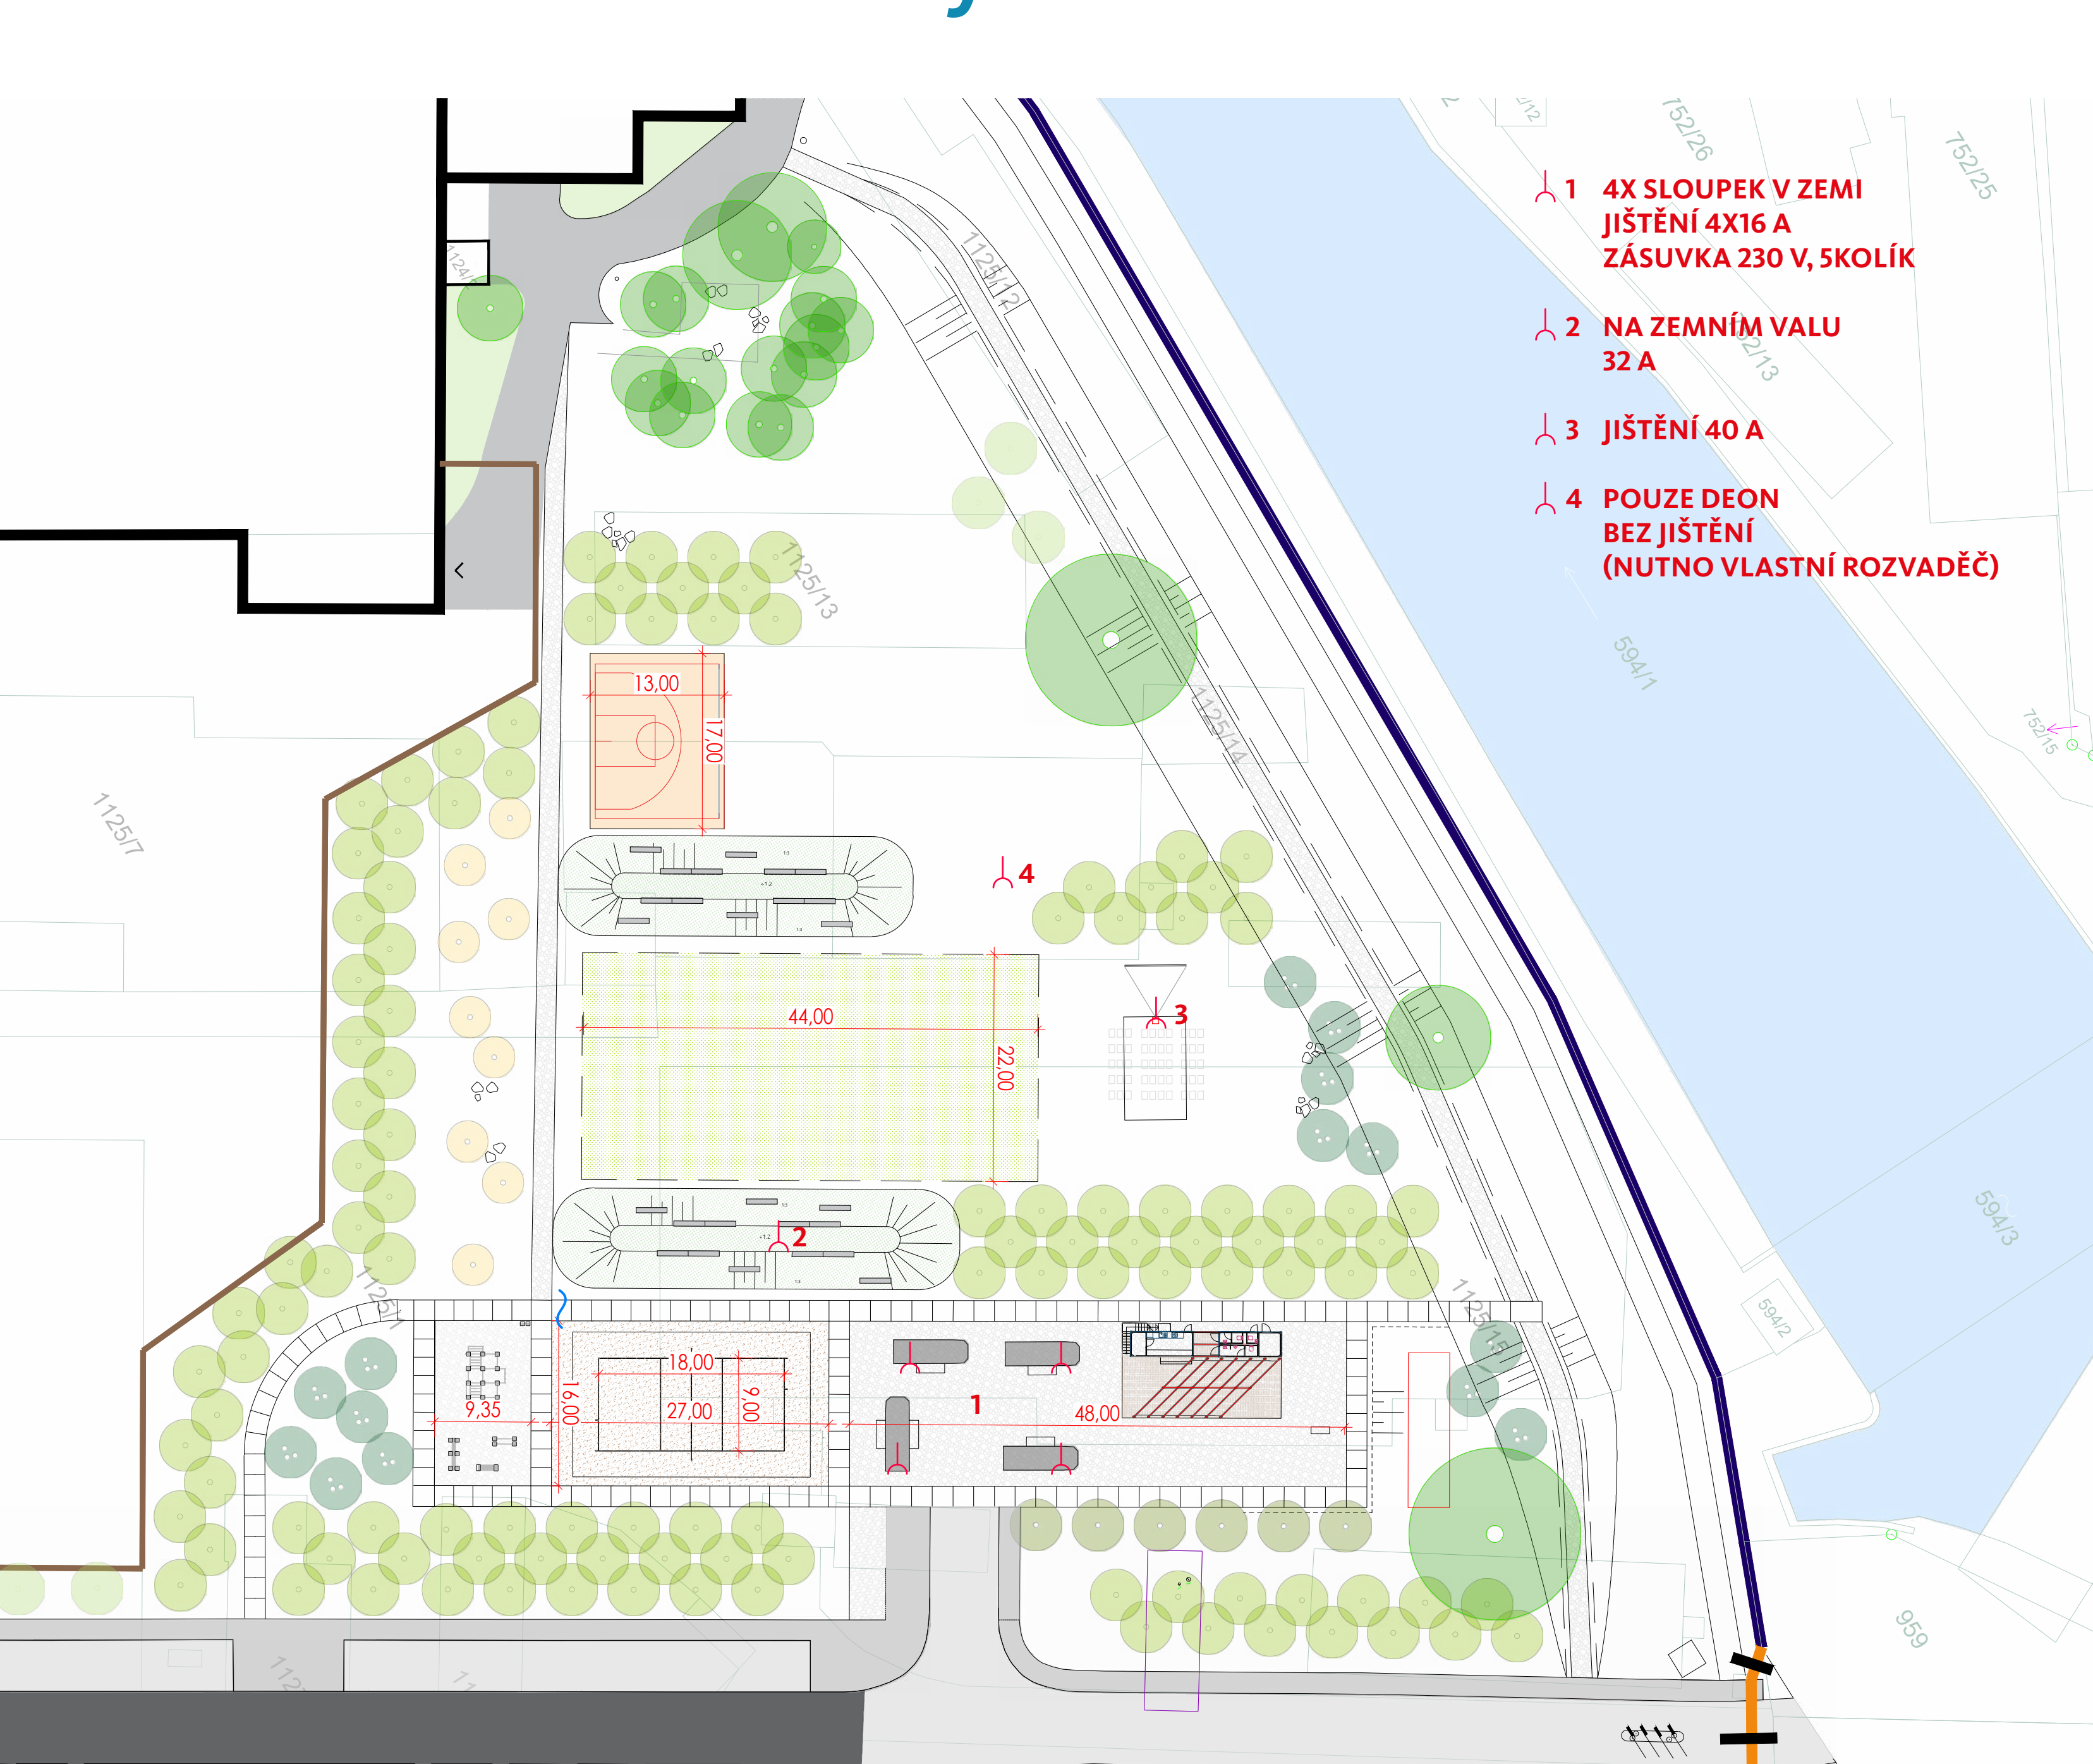 752/26
752/25
1 4X SLOUPEK V ZEMI
JIŠTĚNÍ 4X16 A
ZÁSUVKA 230 V, 5KOLÍK
2 NA ZEMNÍM VALU
32 A
3 JIŠTĚNÍ 40 A
4 POUZE DEON
BEZ JIŠTĚNÍ
(NUTNO VLASTNÍ ROZVADĚČ)
1125/12
1125/13
594/1
13,00
17,00
1125/14
752/15
1125/7
4
44,00
3
22,00
2
594/3
1125/1
594/2
18,00
16,00
9,00
9,35
27,00
1
48,00
959